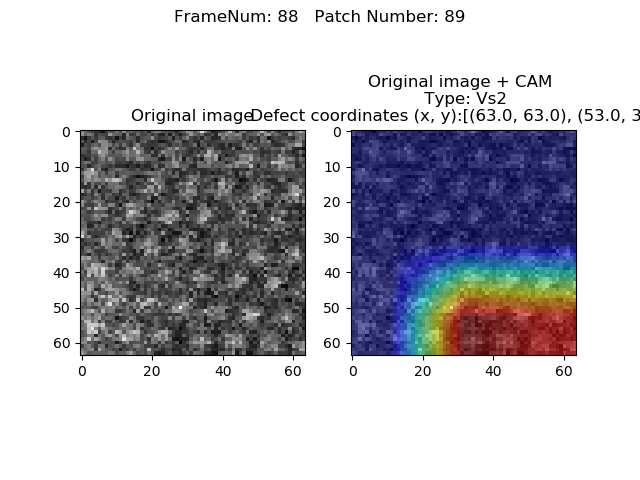 FrameNum: 88   Patch Number: 89
Original image + CAM
Type: Vs2
Original image
Defect coordinates (x, y):[(63.0, 63.0), (53.0, 3
0
10
20
30
40
50
60
0 20 40 60
0
10
20
30
40
50
60
0 20 40 60